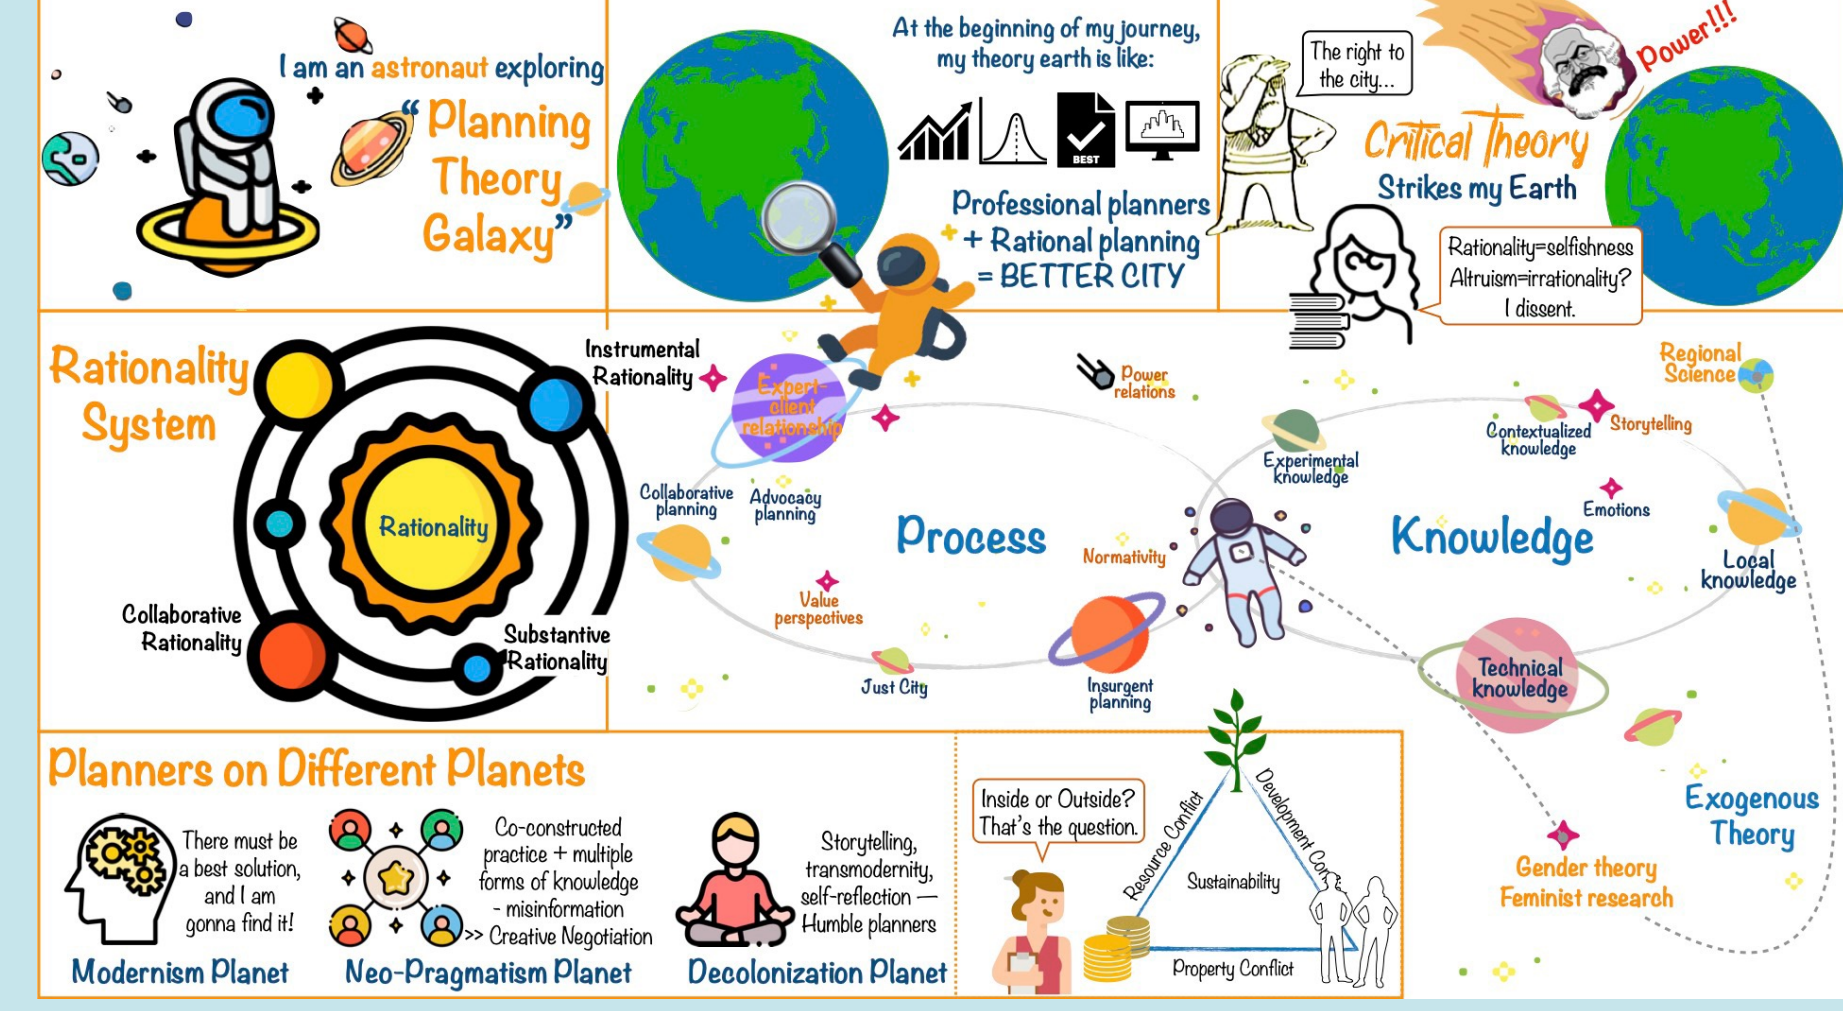 I am an astronaut exploring
“Planning
Theory
Galaxy”
At the beginning of my journey,
my theory earth is like:
BEST
Professional planners
+ Rational planning
= BETTER CITY
The right to
the city...
Power!!!
Critical Theory
Strikes my Earth
Rationality=selfishness
Altruism=irrationality?
I dissent.
Rationality
System
Rationality
Instrumental
Rationality
Collaborative
Rationality
Substantive
Rationality
Expert-
client
relationship
Collaborative
planning
Advocacy
planning
Process
Power
relations
Normativity
Value
perspectives
Just City
Insurgent
planning
Experimental
knowledge
Contextualized
knowledge
Storytelling
Regional
Science
Emotions
Knowledge
Local
knowledge
Technical
knowledge
Exogenous
Theory
Gender theory
Feminist research
Planners on Different Planets
There must be
a best solution,
and I am
gonna find it!
Modernism Planet
Co-constructed
practice + multiple
forms of knowledge
- misinformation
>> Creative Negotiation
Neo-Pragmatism Planet
Storytelling,
transmodernity,
self-reflection —
Humble planners
Decolonization Planet
Inside or Outside?
That's the question.
Resource Conflict
Development Con
Sustainability
Property Conflict